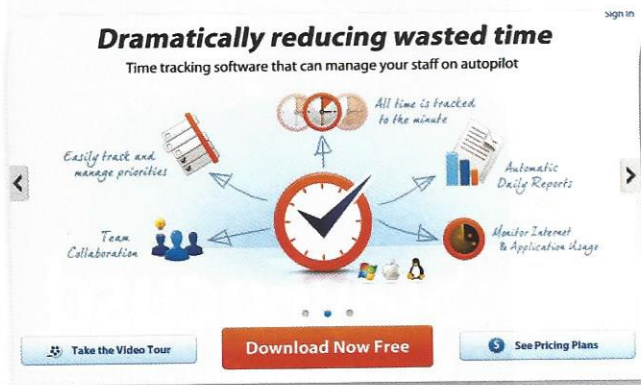 Sign In
Dramatically reducing wasted time
Time tracking software that can manage your staff on autopilot
All time is tracked
to the minute
Easily track and
manage priorities
Automatic
Daily Reports
Team
Collaboration
Monitor Internet
& Application Usage
Take the Video Tour
Download Now Free
$ See Pricing Plans